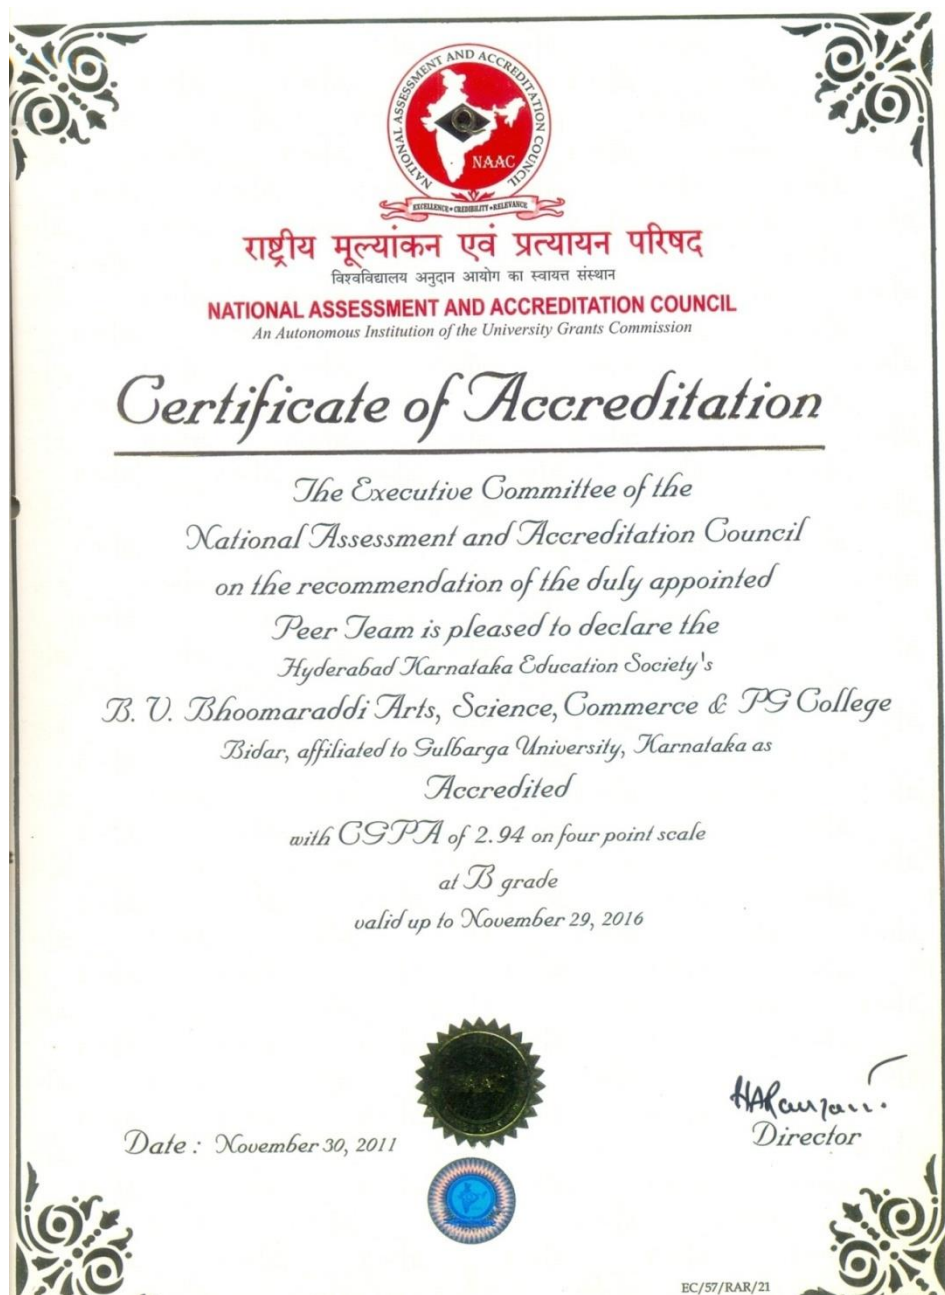 NATIONAL ASSESSMENT AND ACCREDITATION COUNCIL
NAAC
EXCELLENCE • CREDIBILITY • RELEVANCE
राष्ट्रीय मूल्यांकन एवं प्रत्यायन परिषद
विश्वविद्यालय अनुदान आयोग का स्वायत्त संस्थान
NATIONAL ASSESSMENT AND ACCREDITATION COUNCIL
An Autonomous Institution of the University Grants Commission
Certificate of Accreditation
The Executive Committee of the
National Assessment and Accreditation Council
on the recommendation of the duly appointed
Peer Team is pleased to declare the
Hyderabad Karnataka Education Society's
B. V. Bhoomaraddi Arts, Science, Commerce & PG College
Bidar, affiliated to Gulbarga University, Karnataka as
Accredited
with CGPA of 2.94 on four point scale
at B grade
valid up to November 29, 2016
Date : November 30, 2011
Director
EC/57/RAR/21